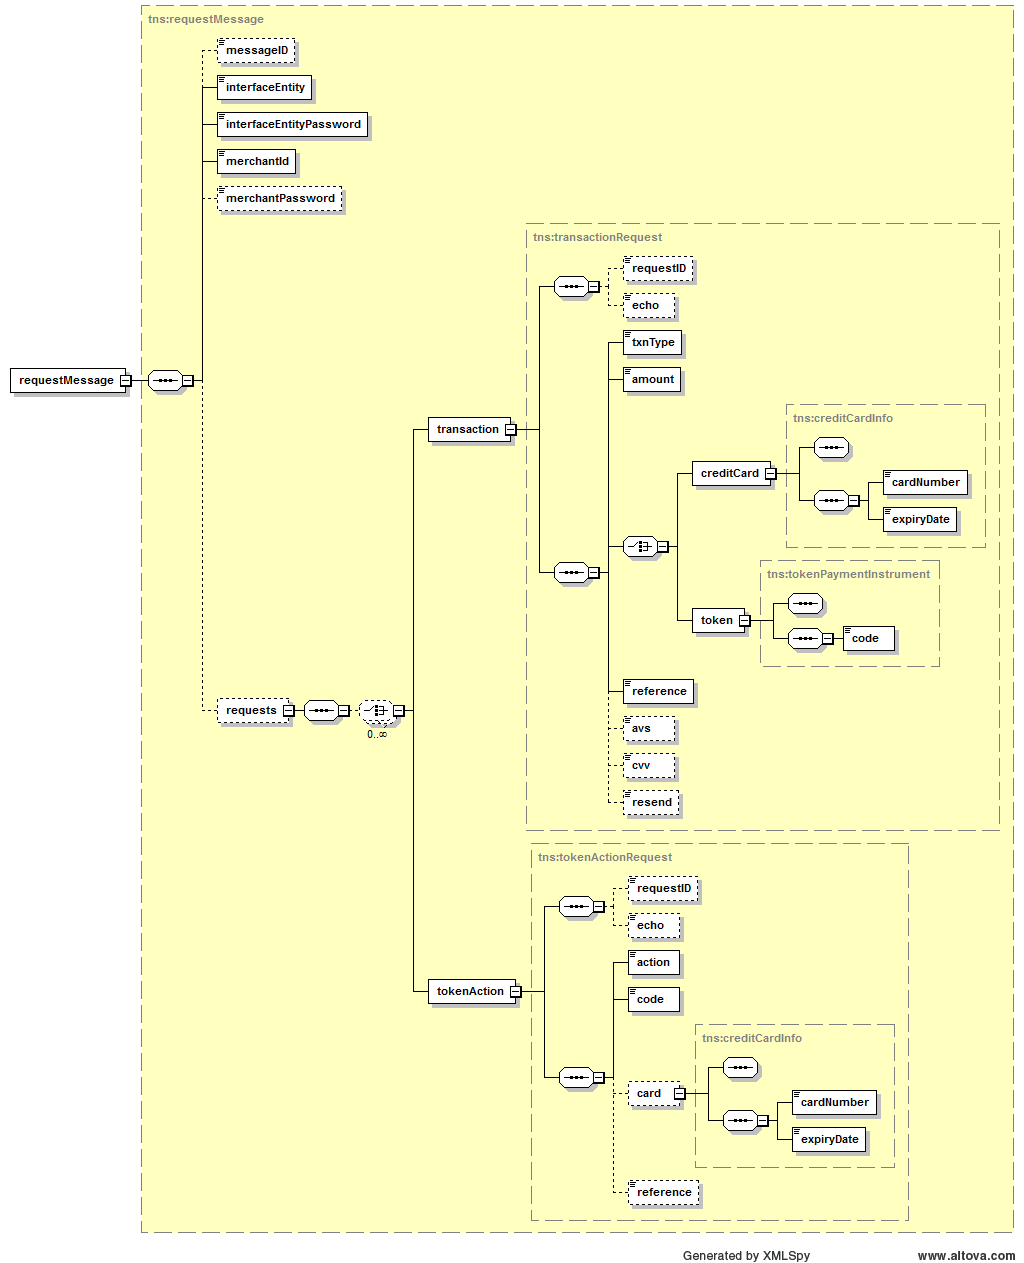 tns:requestMessage
messageID
interfaceEntity
interfaceEntityPassword
merchantId
merchantPassword
tns:transactionRequest
requestID
echo
txnType
amount
requestMessage
transaction
tns:creditCardInfo
creditCard
cardNumber
expiryDate
tns:tokenPaymentInstrument
token
code
reference
requests
0..∞
avs
cvv
resend
tns:tokenActionRequest
requestID
echo
action
tokenAction
code
tns:creditCardInfo
card
cardNumber
expiryDate
reference
Generated by XMLSpy
www.altova.com